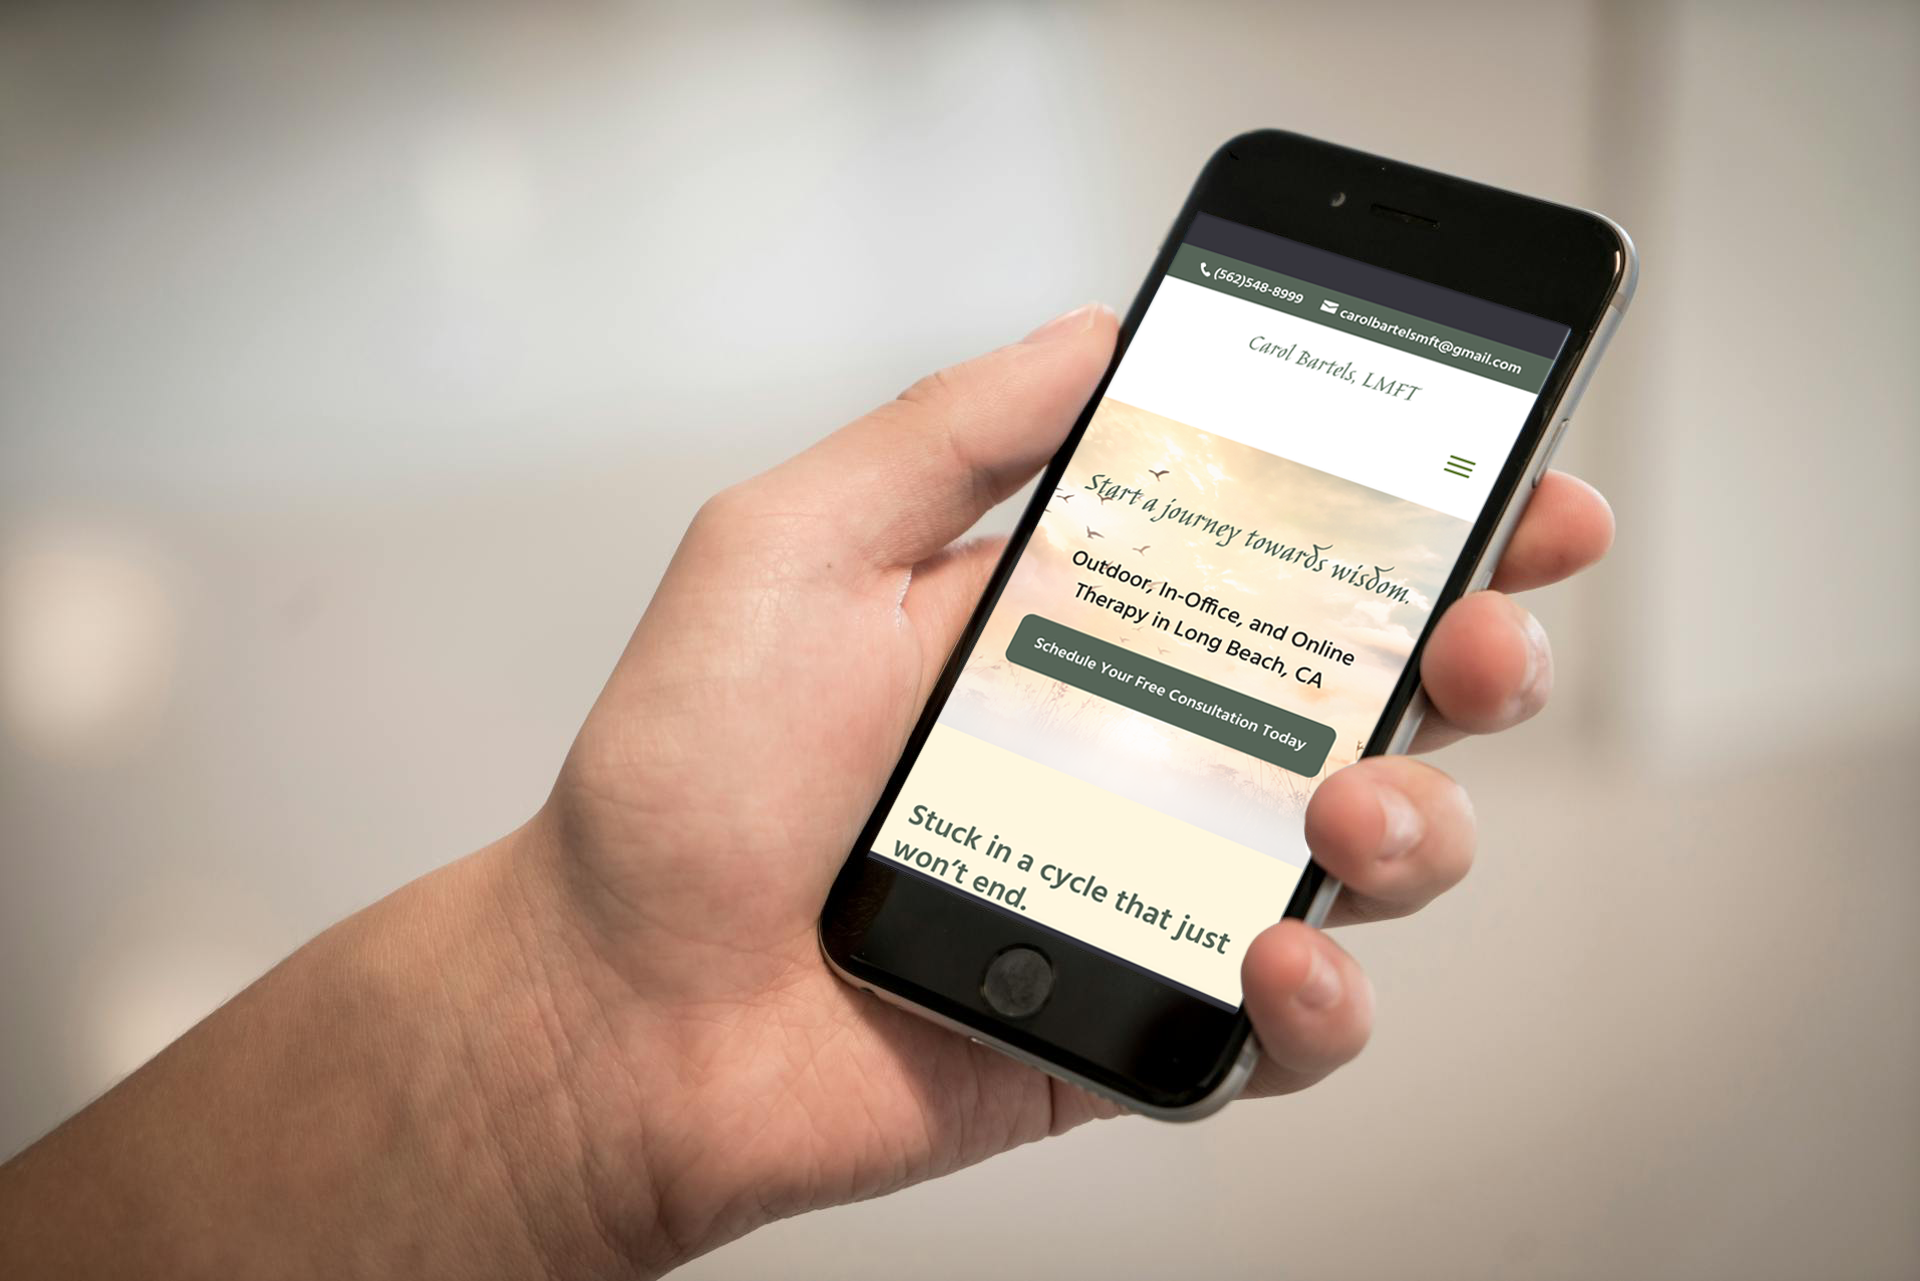 (562)548-8999 carolbartelsmft@gmail.com
Carol Bartels, LMFT
Start a journey towards wisdom.
Outdoor, In-Office, and Online
Therapy in Long Beach, CA
Schedule Your Free Consultation Today
Stuck in a cycle that just
won't end.